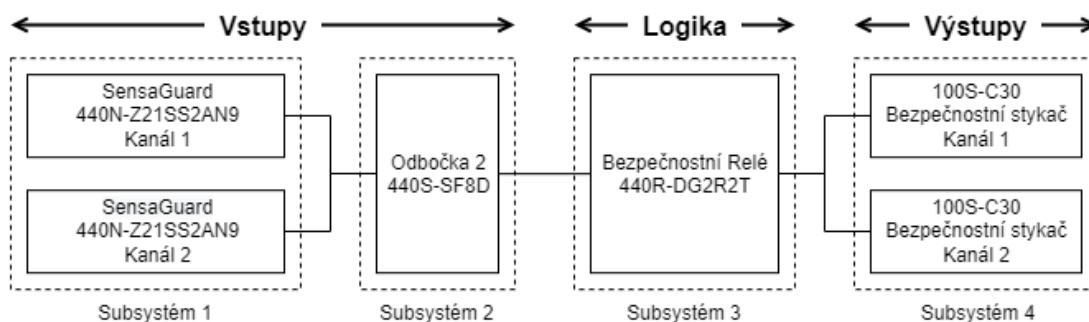 Vstupy
Logika
Výstupy
SensaGuard
440N-Z21SS2AN9
Kanál 1
SensaGuard
440N-Z21SS2AN9
Kanál 2
Odbočka 2
440S-SF8D
Bezpečnostní Relé
440R-DG2R2T
100S-C30
Bezpečnostní stykač
Kanál 1
100S-C30
Bezpečnostní stykač
Kanál 2
Subsystém 1
Subsystém 2
Subsystém 3
Subsystém 4